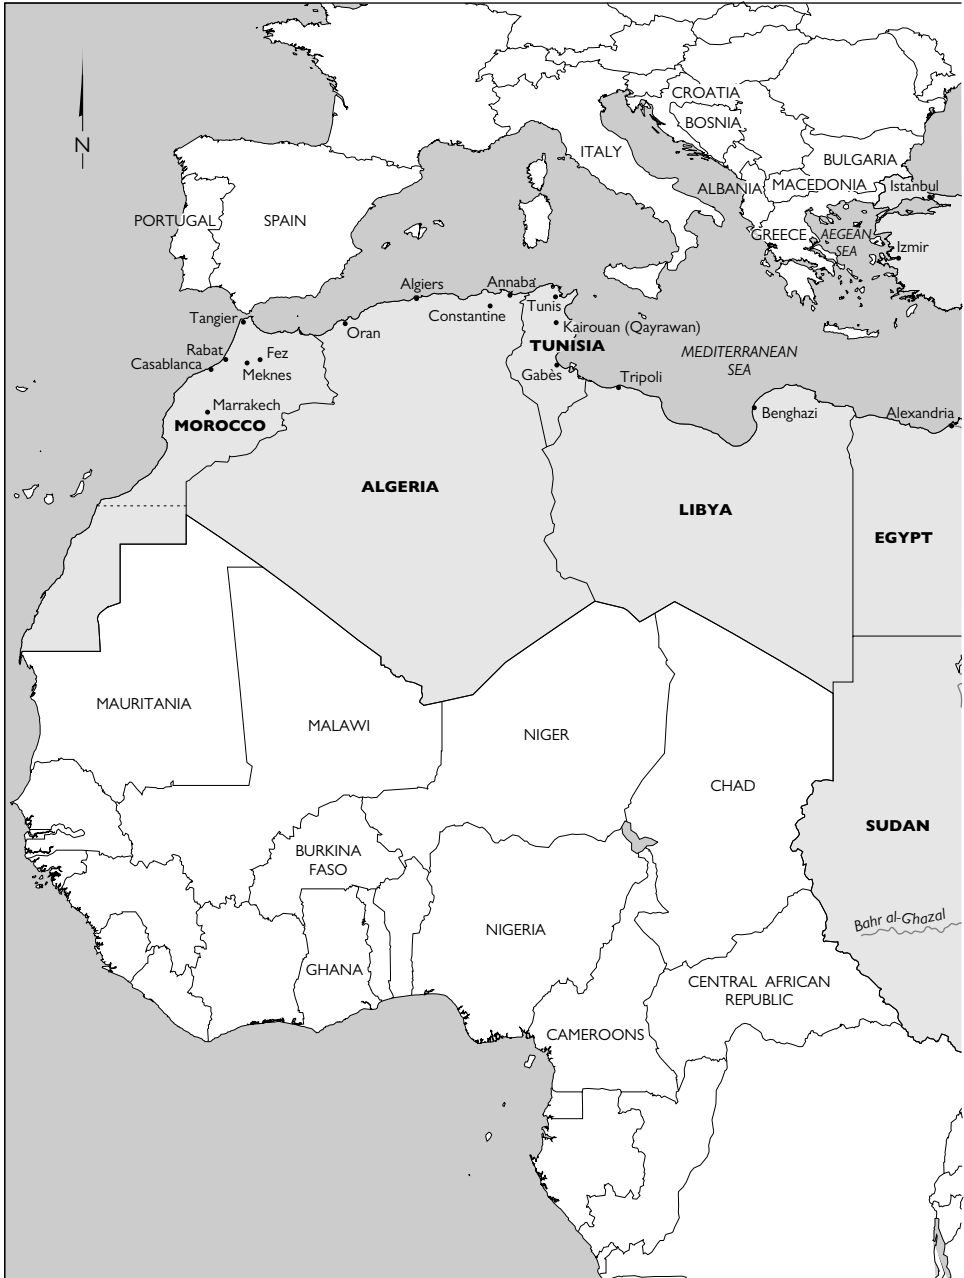 CROATIA
BOSNIA
N
ITALY
BULGARIA
ALBANIA
MACEDONIA
Istanbul
PORTUGAL
SPAIN
GREECE
AEGEAN
SEA
Izmir
Algiers
Annaba
Tangier
Oran
Constantine
Tunis
Kairouan (Qayrawan)
TUNISIA
Rabat
Fez
Casablanca
Meknes
Gabès
MEDITERRANEAN
SEA
Tripoli
Marrakech
MOROCCO
Benghazi
Alexandria
ALGERIA
LIBYA
EGYPT
MAURITANIA
MALAWI
NIGER
CHAD
SUDAN
BURKINA
FASO
NIGERIA
Bahr al-Ghazal
GHANA
CENTRAL AFRICAN
REPUBLIC
CAMEROONS